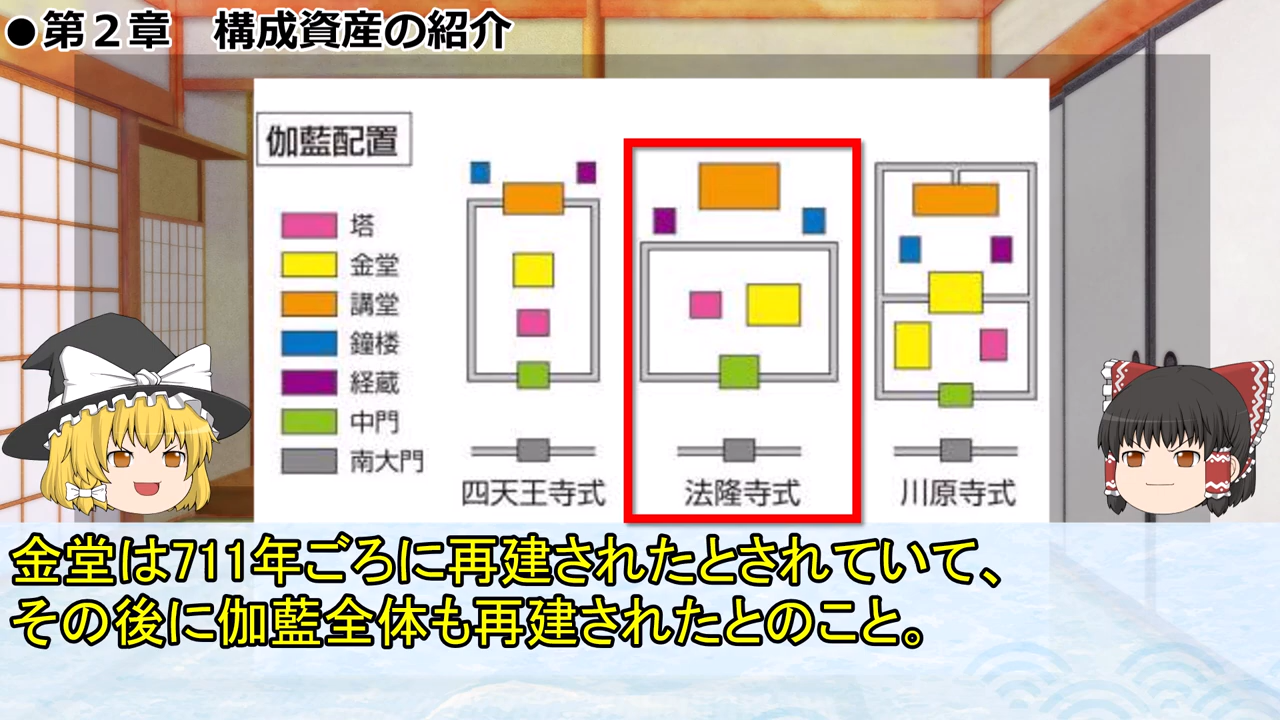 ●第２章　構成資産の紹介
伽藍配置
塔
金堂
講堂
鐘楼
経蔵
中門
南大門
四天王寺式
法隆寺式
川原寺式
金堂は711年ごろに再建されたとされていて、
その後に伽藍全体も再建されたとのこと。